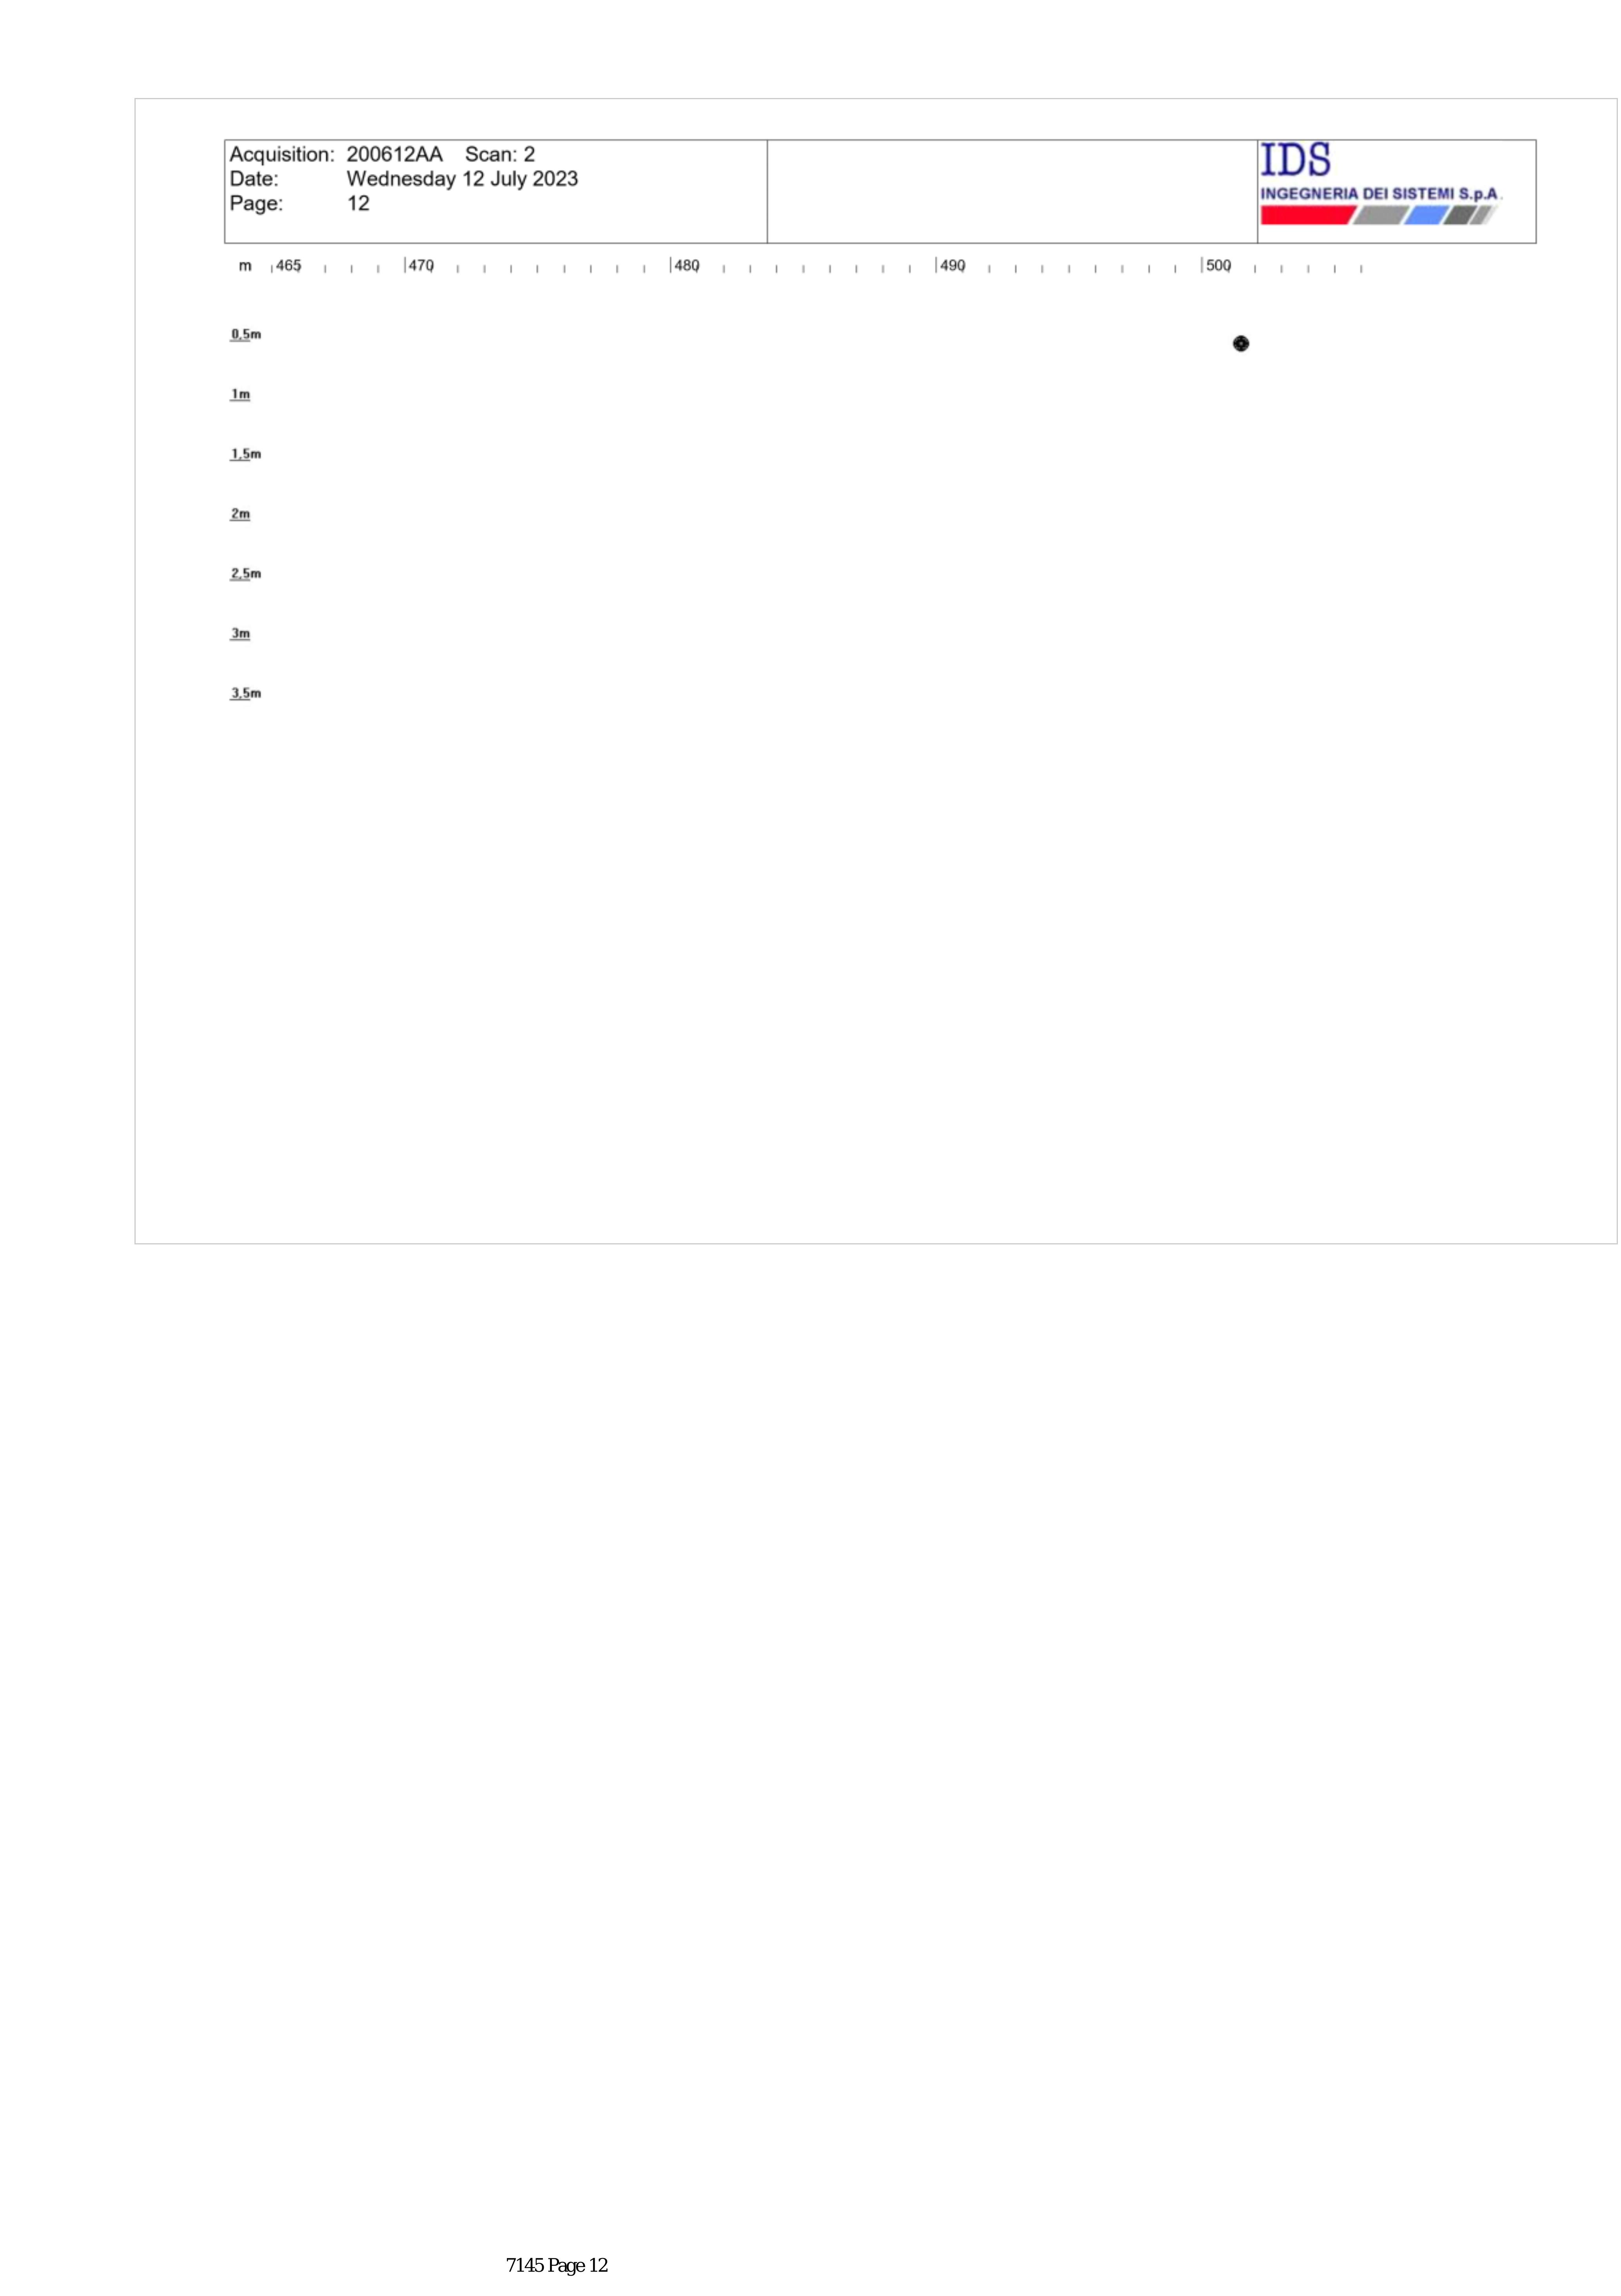 Acquisition: 200612AA Scan: 2
Date: Wednesday 12 July 2023
Page: 12
IDS
INGEGNERIA DEI SISTEMI S.p.A.
m 465 470 480 490 500
0,5m
1m
1,5m
2m
2,5m
3m
3,5m
7145 Page 12